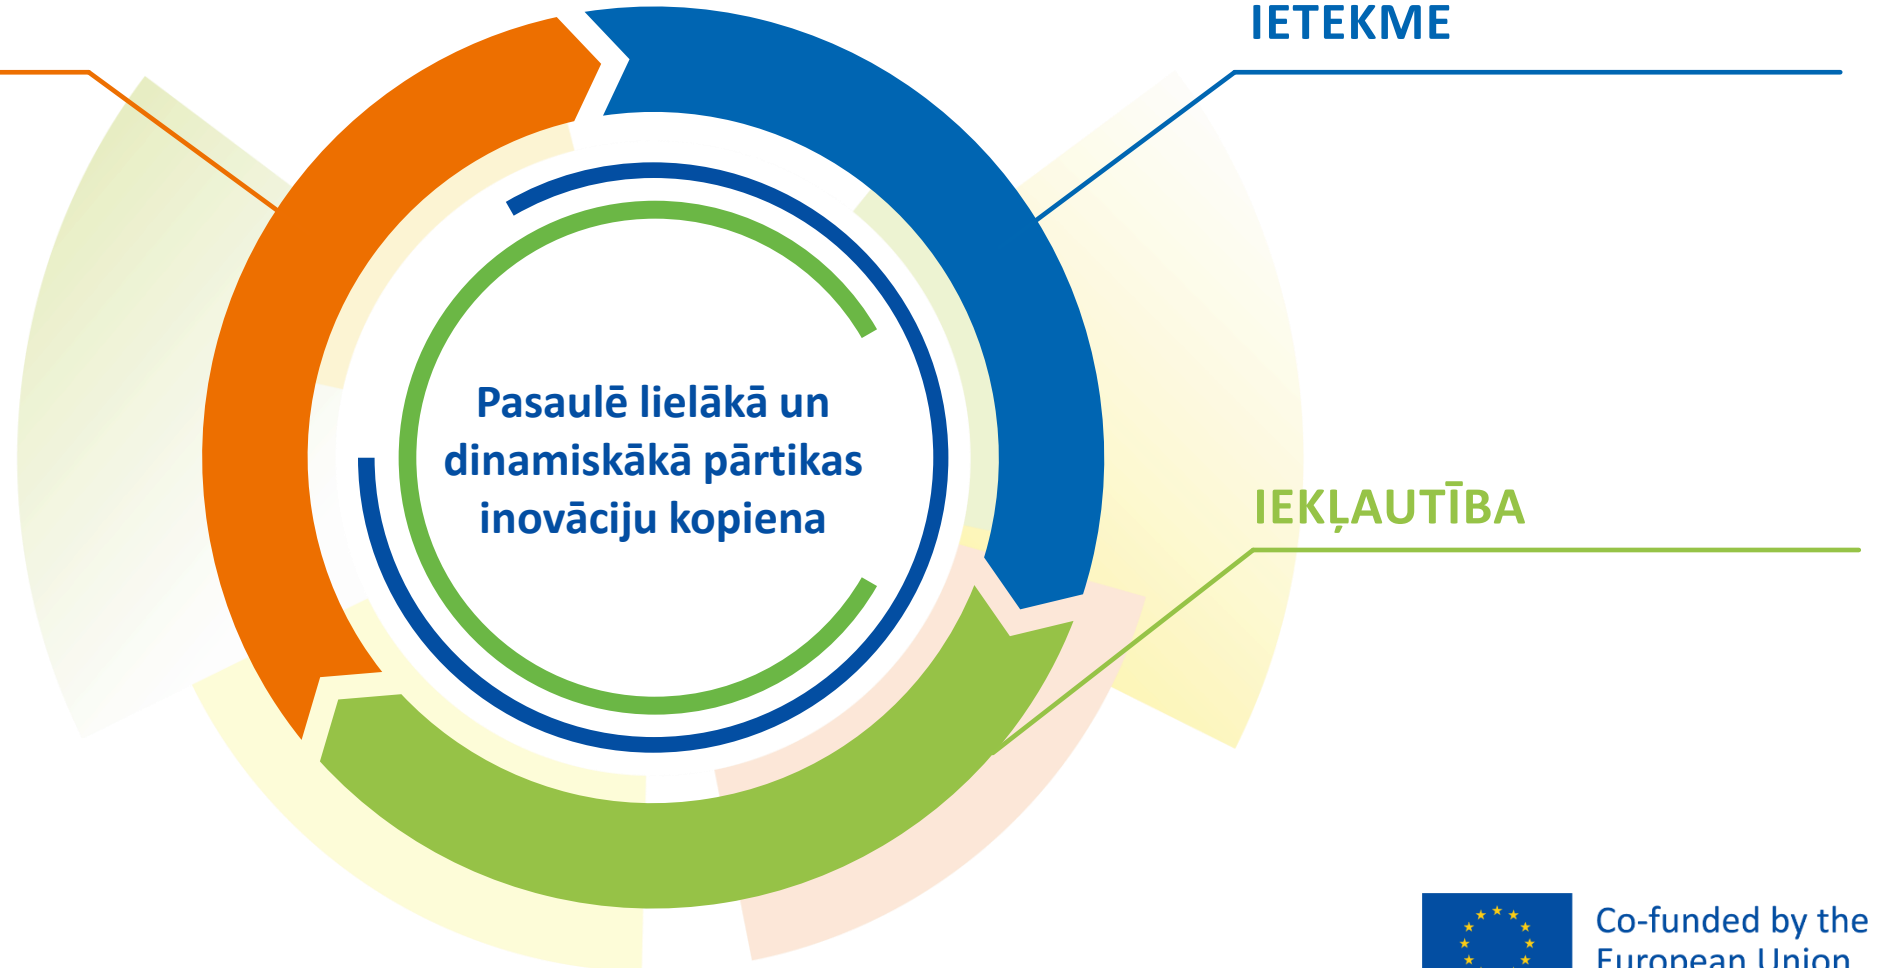 IETEKME
Pasaulē lielākā un
dinamiskākā pārtikas
inovāciju kopiena
IEKĻAUTĪBA
Co-funded by the
European Union